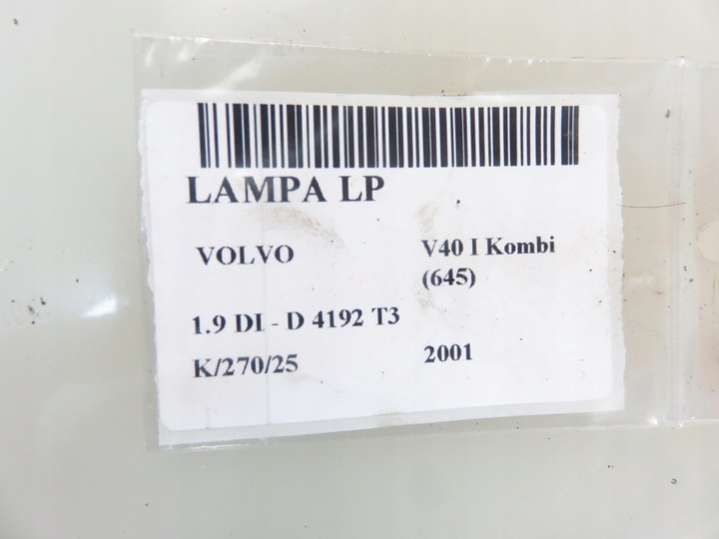 LAMPA LP
VOLVO
V40 I Kombi
(645)
1.9 DI - D 4192 T3
K/270/25
2001